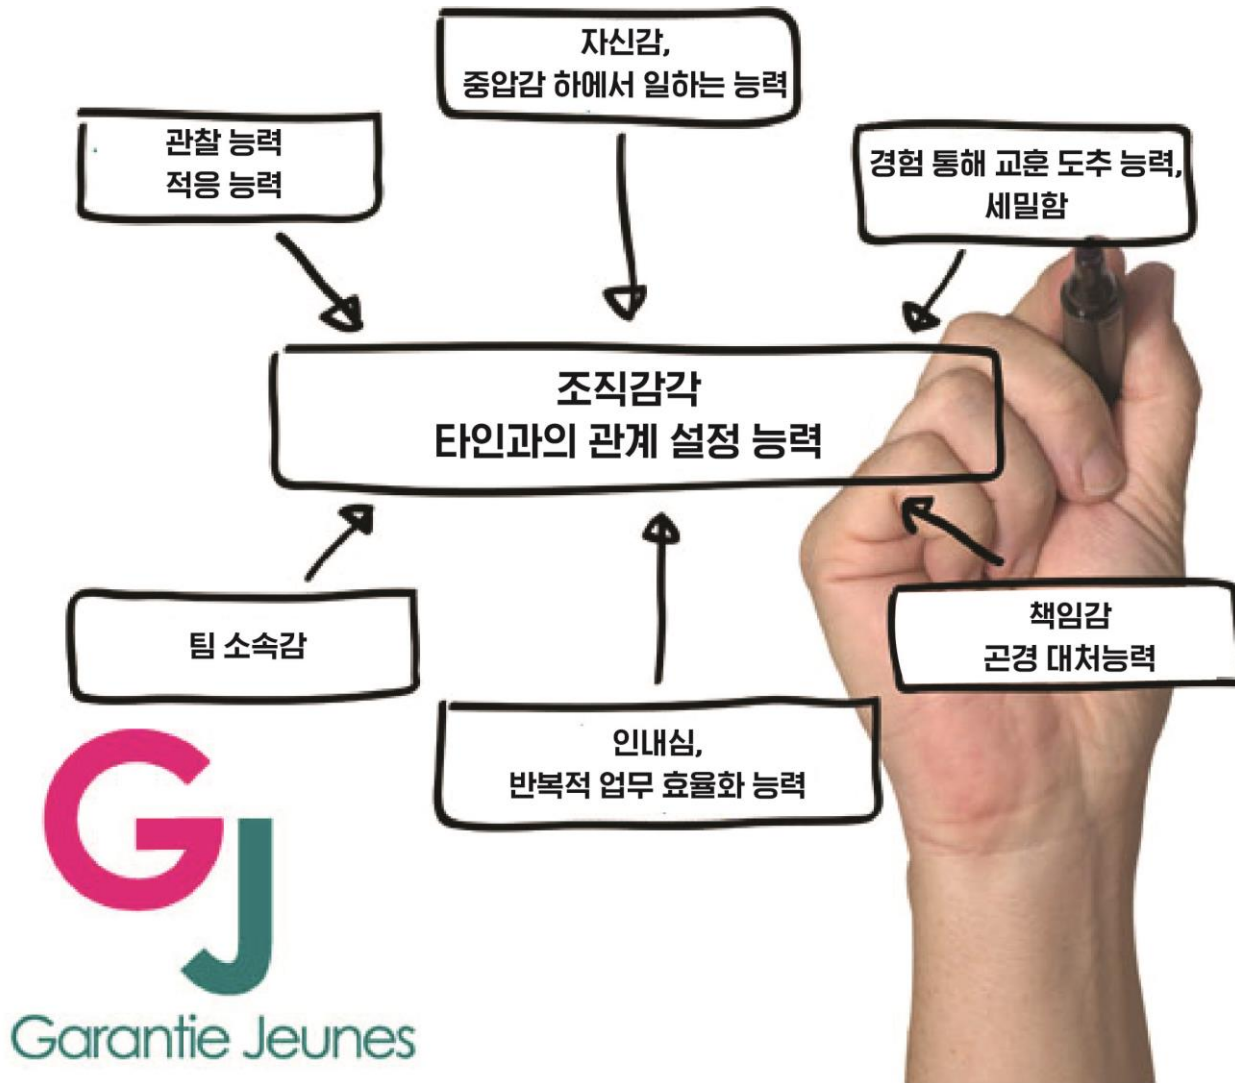 자신감,
중압감 하에서 일하는 능력
관찰 능력
적응 능력
경험 통해 교훈 도추 능력,
세밀함
조직감각
타인과의 관계 설정 능력
팀 소속감
책임감
곤경 대처능력
인내심,
반복적 업무 효율화 능력
GJ
Garantie Jeunes